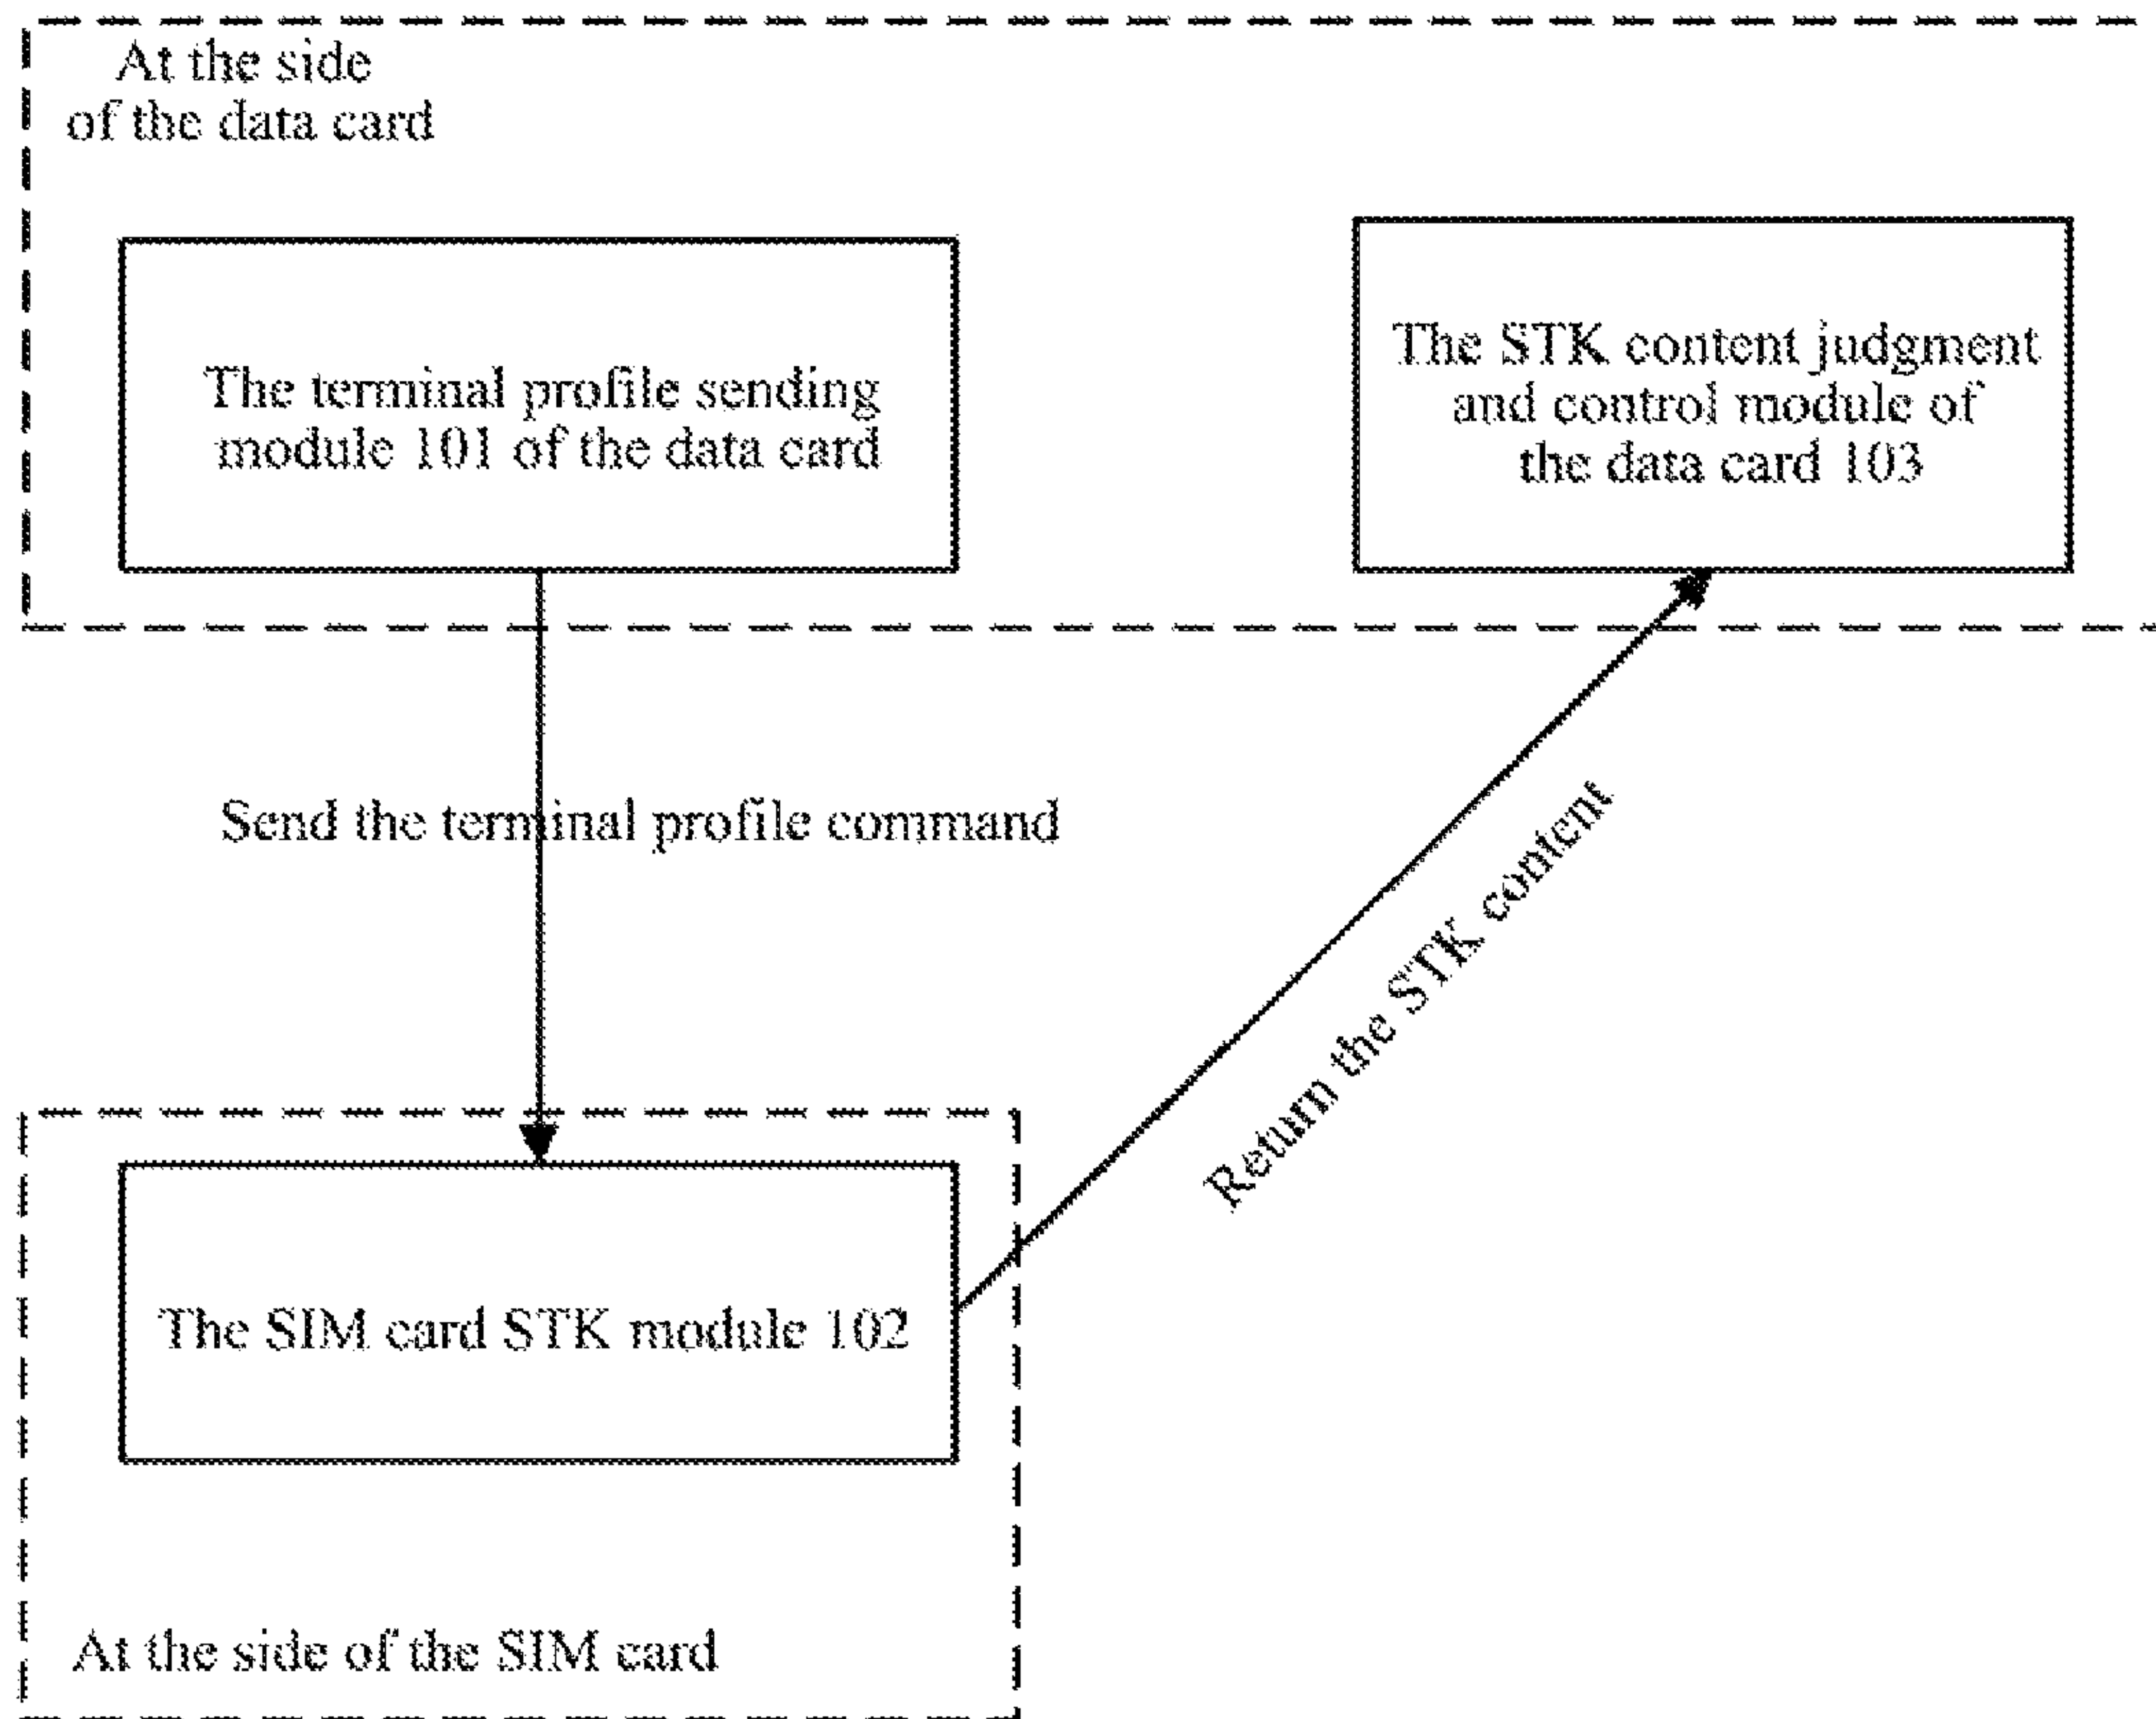 At the side
of the data card
The terminal profile sending
module 101 of the data card
The STK content judgment
and control module of
the data card 103
Send the terminal profile command
Return the STK content
The SIM card STK module 102
At the side of the SIM card